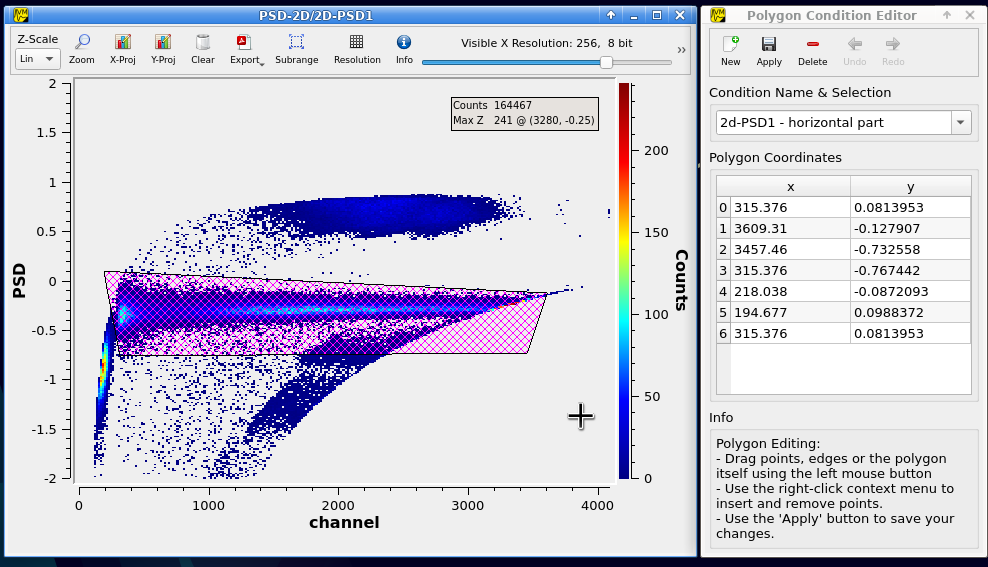 PSD-2D/2D-PSD1
Z-Scale
Lin
Zoom
X-Proj
Y-Proj
Clear
Export
Subrange
Resolution
Info
Visible X Resolution: 256, 8 bit
»
2
1.5
1
0.5
0
-0.5
-1
-1.5
-2
PSD
Counts 164467
Max Z 241 @ (3280, -0.25)
0
1000
2000
3000
4000
channel
200
150
100
50
0
Counts
Polygon Condition Editor
New
Apply
Delete
Undo
Redo
Condition Name & Selection
2d-PSD1 - horizontal part
Polygon Coordinates
x y
0 315.376 0.0813953
1 3609.31 -0.127907
2 3457.46 -0.732558
3 315.376 -0.767442
4 218.038 -0.0872093
5 194.677 0.0988372
6 315.376 0.0813953
Info
Polygon Editing:
- Drag points, edges or the polygon
itself using the left mouse button
- Use the right-click context menu to
insert and remove points.
- Use the 'Apply' button to save your
changes.